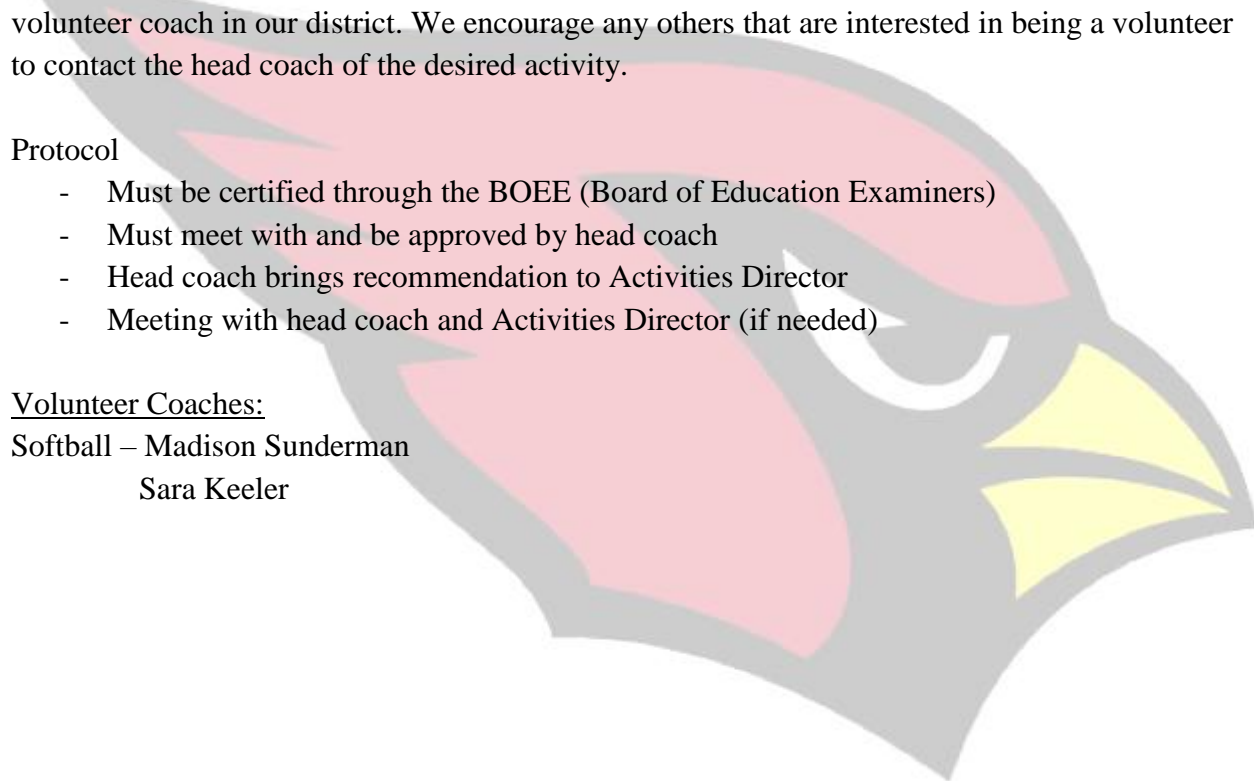 volunteer coach in our district. We encourage any others that are interested in being a volunteer
to contact the head coach of the desired activity.
Protocol
- Must be certified through the BOEE (Board of Education Examiners)
- Must meet with and be approved by head coach
- Head coach brings recommendation to Activities Director
- Meeting with head coach and Activities Director (if needed)
Volunteer Coaches:
Softball – Madison Sunderman
Sara Keeler